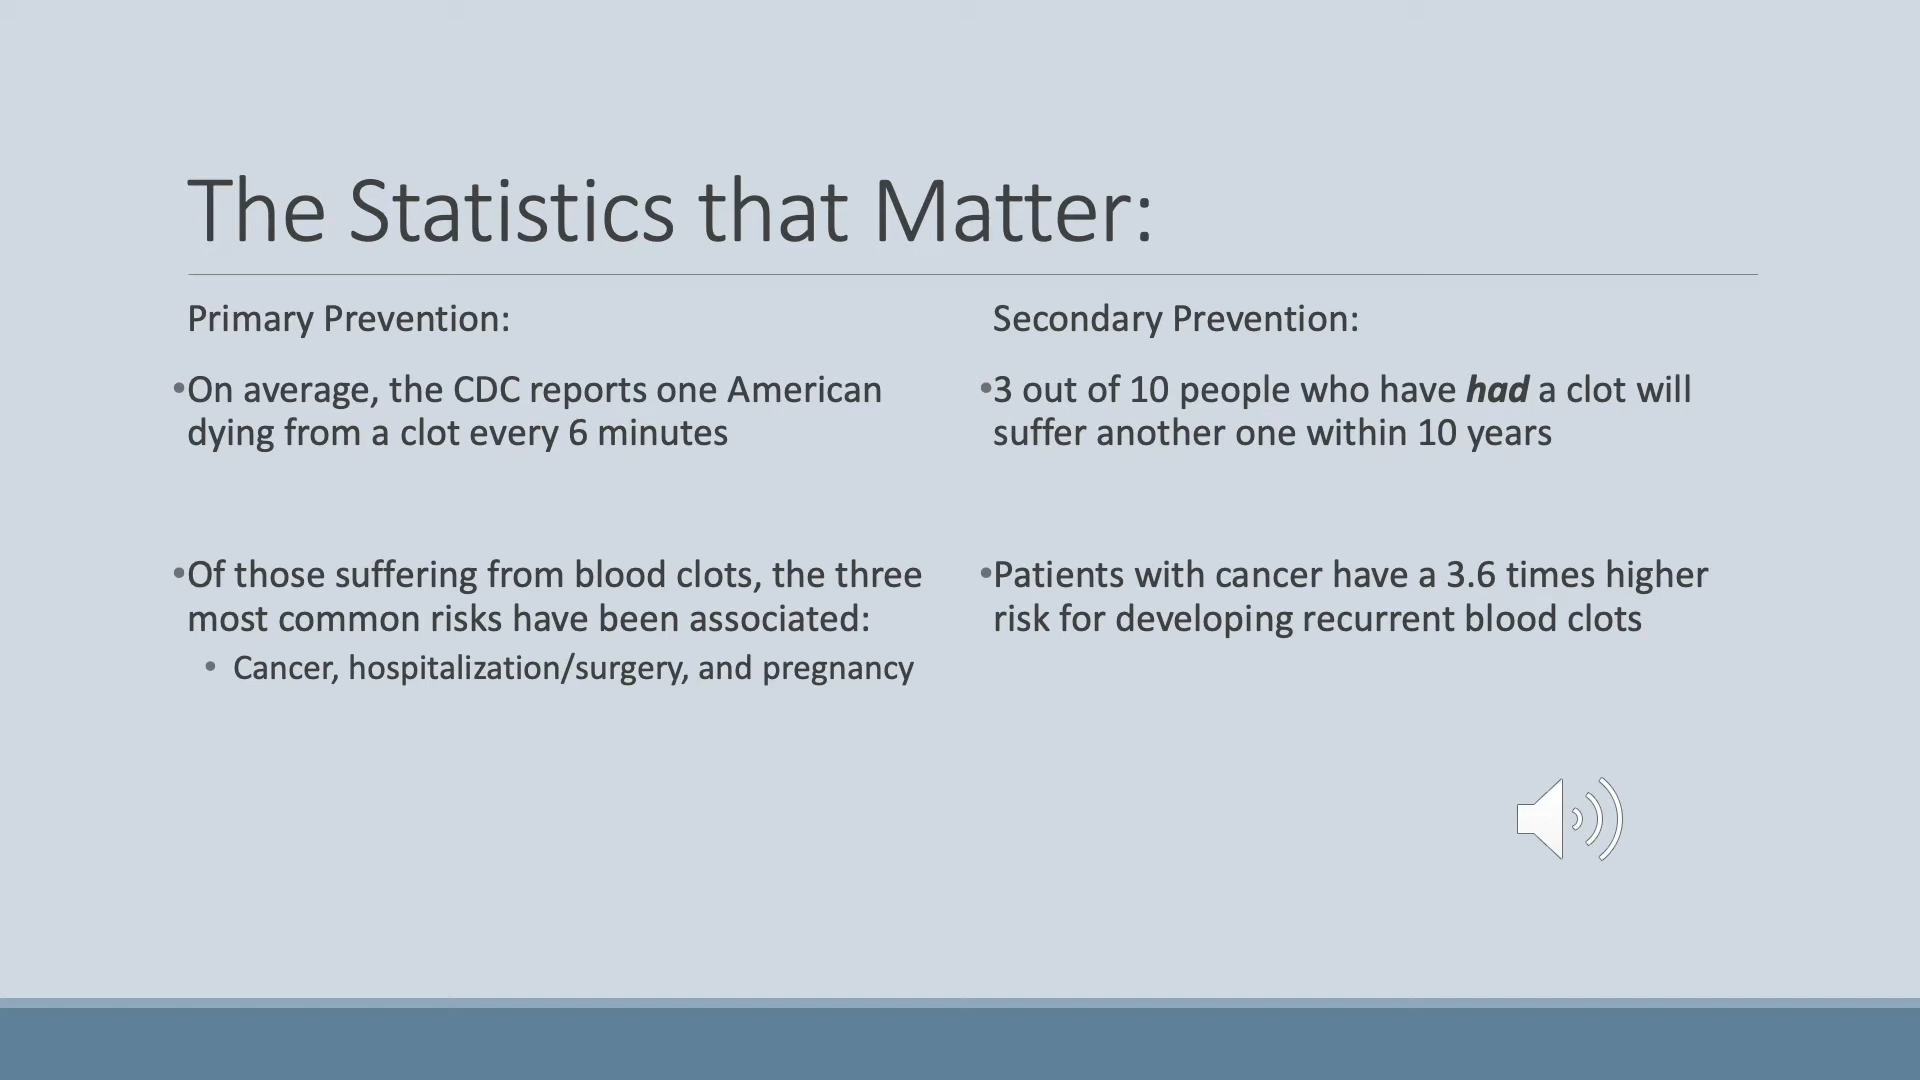 The Statistics that Matter:
Primary Prevention:
•On average, the CDC reports one American
dying from a clot every 6 minutes
•Of those suffering from blood clots, the three
most common risks have been associated:
• Cancer, hospitalization/surgery, and pregnancy
Secondary Prevention:
•3 out of 10 people who have had a clot will
suffer another one within 10 years
•Patients with cancer have a 3.6 times higher
risk for developing recurrent blood clots